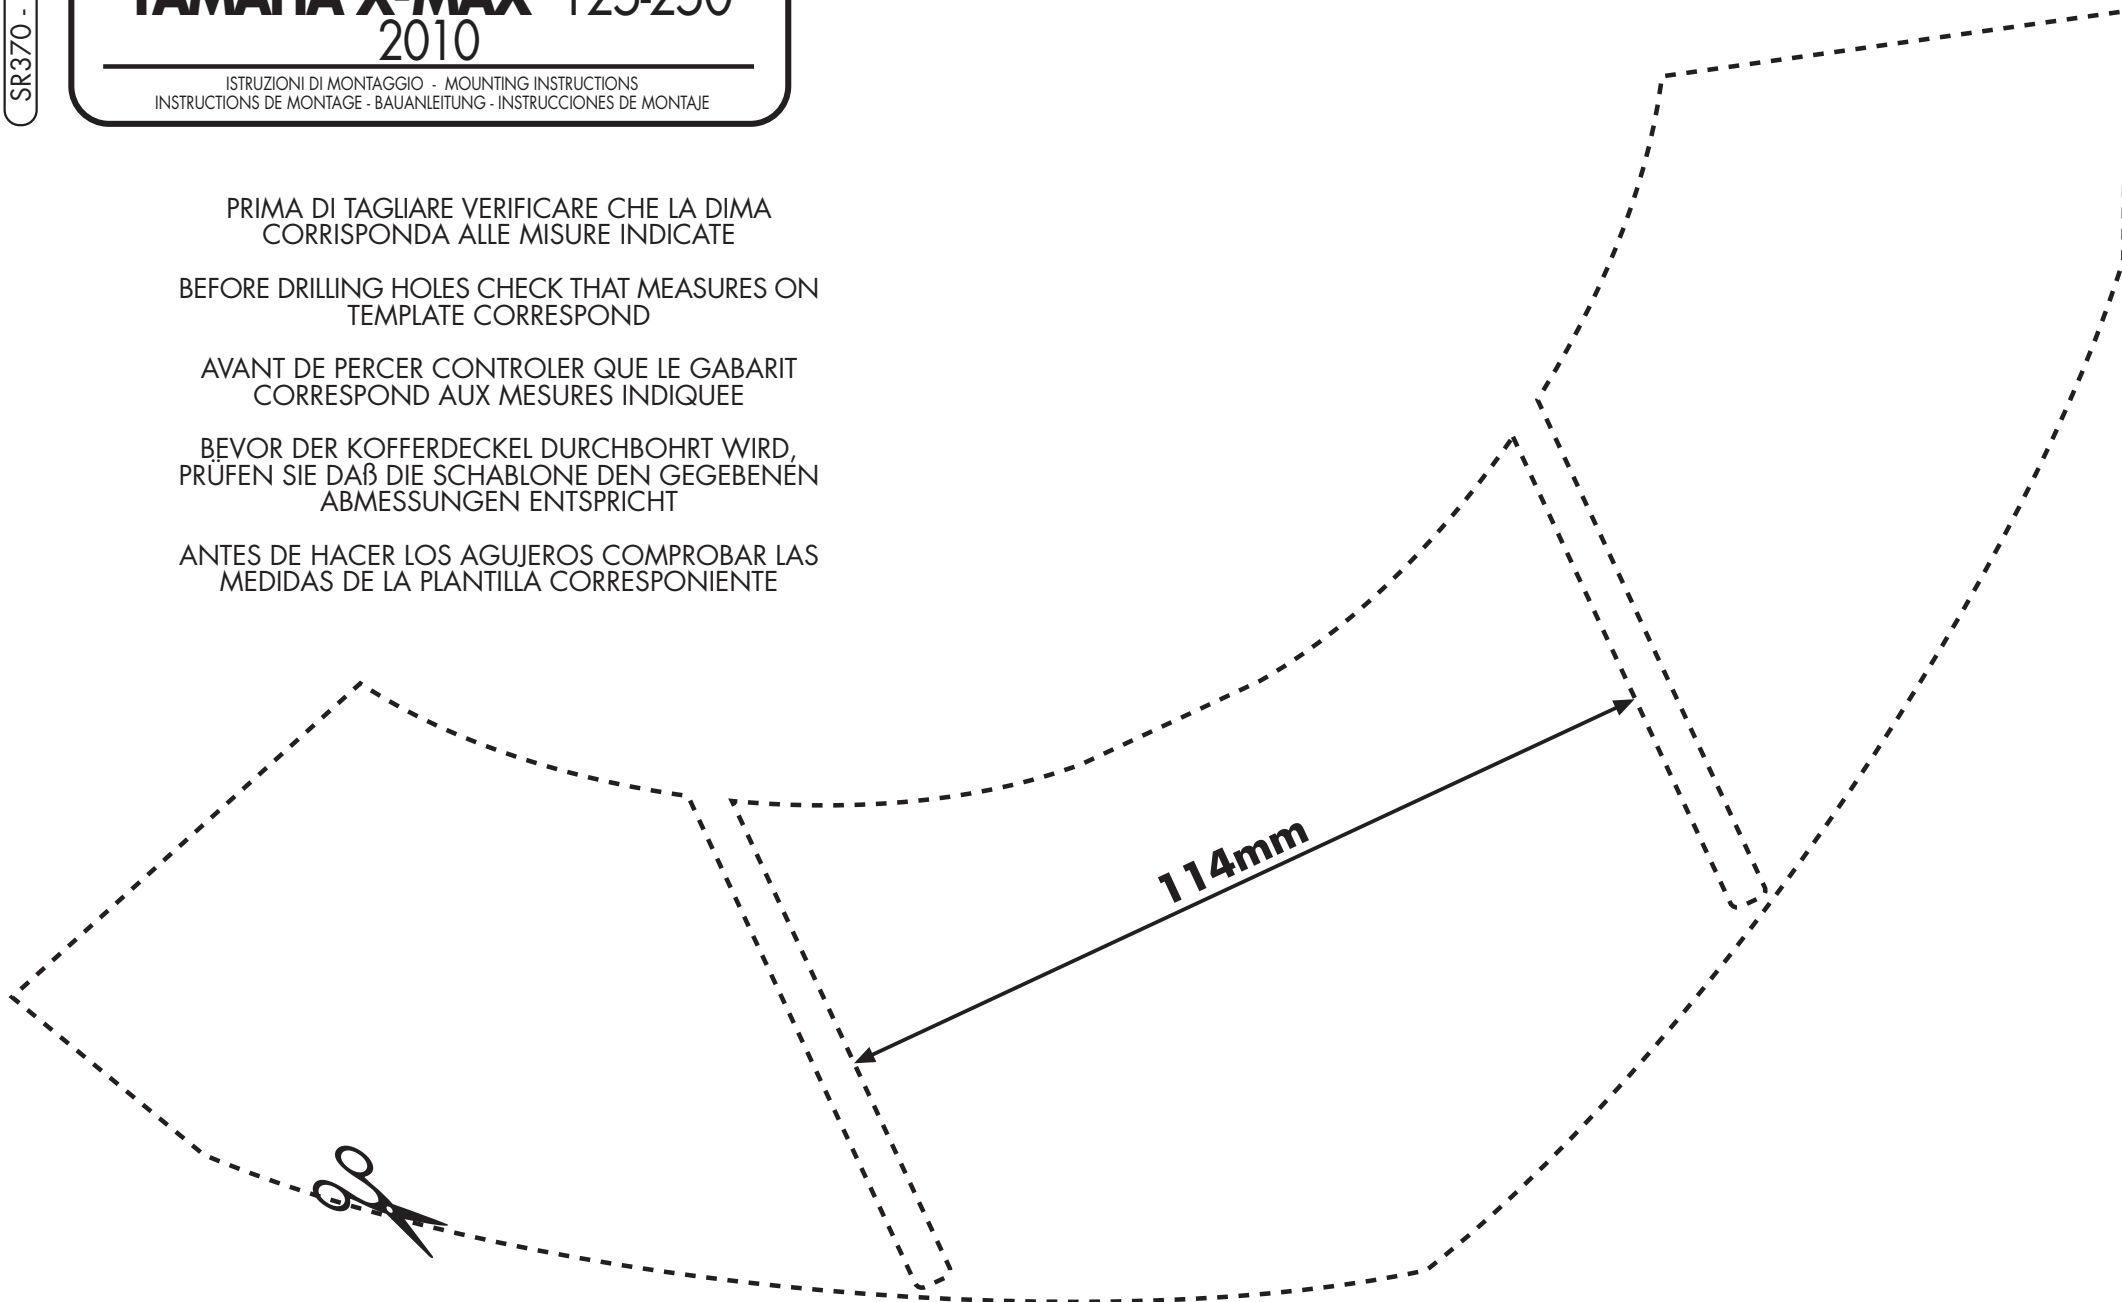 SR370 -
YAMAHA X-MAX 125-250
2010
ISTRUZIONI DI MONTAGGIO - MOUNTING INSTRUCTIONS
INSTRUCTIONS DE MONTAGE - BAUANLEITUNG - INSTRUCCIONES DE MONTAJE
PRIMA DI TAGLIARE VERIFICARE CHE LA DIMA
CORRISPONDA ALLE MISURE INDICATE
BEFORE DRILLING HOLES CHECK THAT MEASURES ON
TEMPLATE CORRESPOND
AVANT DE PERCER CONTROLER QUE LE GABARIT
CORRESPOND AUX MESURES INDIQUEE
BEVOR DER KOFFERDECKEL DURCHBOHRT WIRD,
PRÜFEN SIE DAß DIE SCHABLONE DEN GEGEBENEN
ABMESSUNGEN ENTSPRICHT
ANTES DE HACER LOS AGUJEROS COMPROBAR LAS
MEDIDAS DE LA PLANTILLA CORRESPONIENTE
114mm